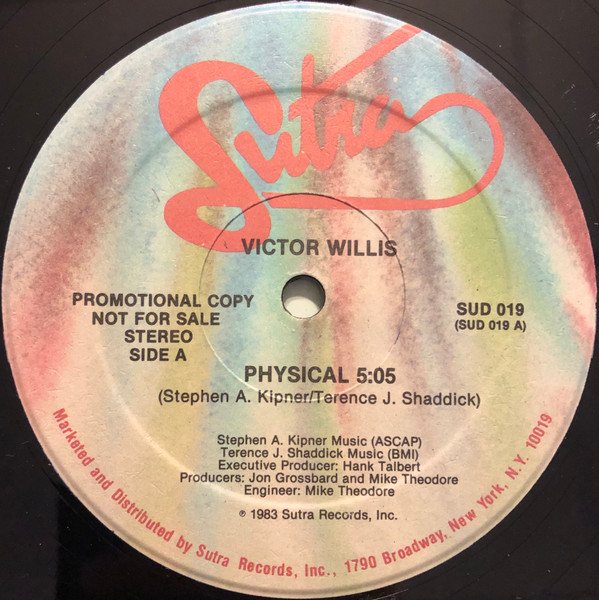 Sutra
VICTOR WILLIS
PROMOTIONAL COPY
NOT FOR SALE
STEREO
SIDE A
SUD 019
(SUD 019 A)
PHYSICAL 5:05
(Stephen A. Kipner/Terence J. Shaddick)
Stephen A. Kipner Music (ASCAP)
Terence J. Shaddick Music (BMI)
Executive Producer: Hank Talbert
Producers: Jon Grossbard and Mike Theodore
Engineer: Mike Theodore
℗ 1983 Sutra Records, Inc.
Marketed and Distributed by Sutra Records, Inc., 1790 Broadway, New York, N.Y. 10019